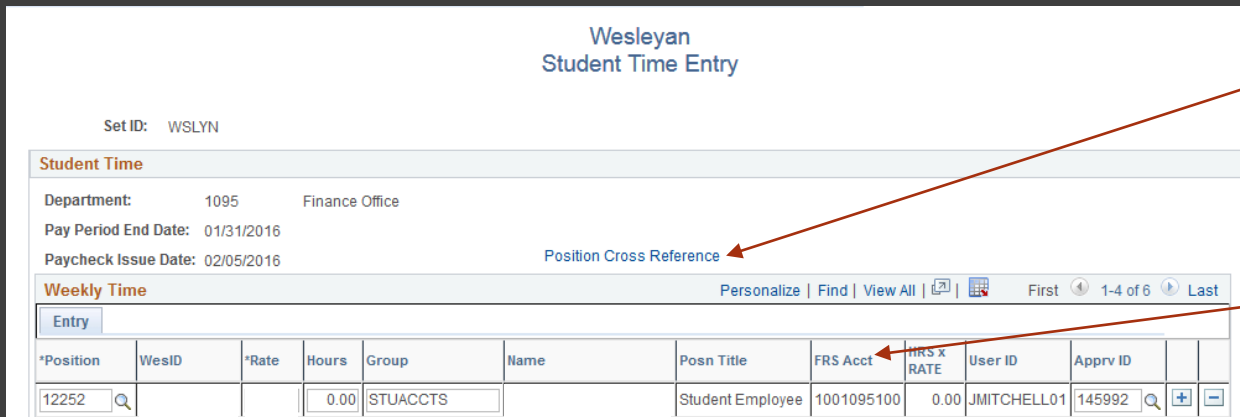 Wesleyan
Student Time Entry
Set ID: WSLYN
Student Time
Department: 1095 Finance Office
Pay Period End Date: 01/31/2016
Paycheck Issue Date: 02/05/2016 Position Cross Reference
Weekly Time Personalize | Find | View All | | First 1-4 of 6 Last
Entry
*Position WesID *Rate Hours Group Name Posn Title FRS Acct HRS x RATE User ID Apprv ID
12252 0.00 STUACCTS Student Employee 1001095100 0.00 JMITCHELL01 145992